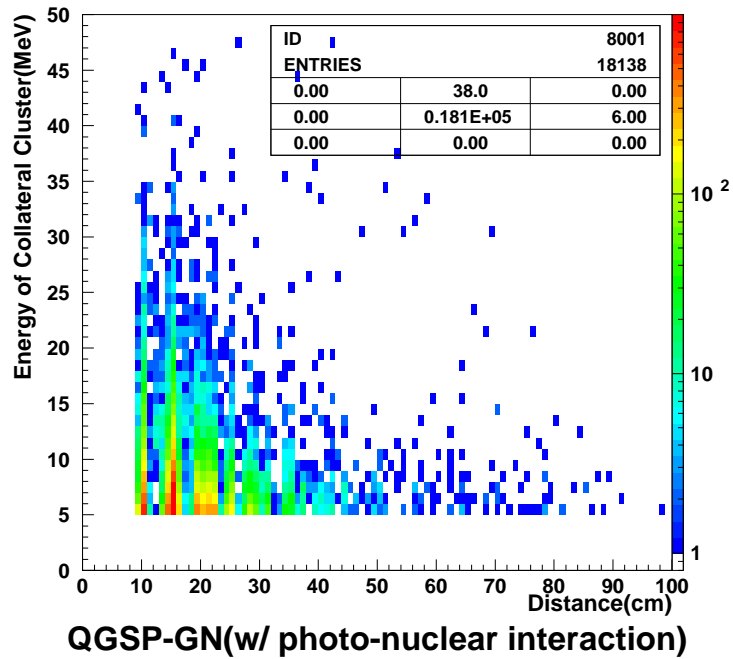 Energy of Collateral Cluster(MeV)
50
45
40
35
30
25
20
15
10
5
0
ID 8001
ENTRIES 18138
0.00 38.0 0.00
0.00 0.181E+05 6.00
0.00 0.00 0.00
10 2
10
1
0 10 20 30 40 50 60 70 80 90 100
Distance(cm)
QGSP-GN(w/ photo-nuclear interaction)